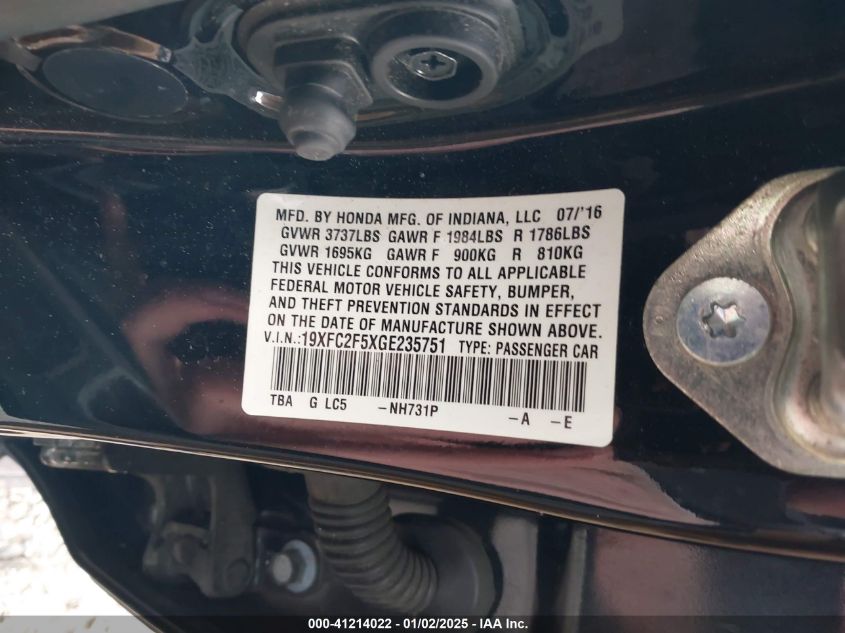 MFD. BY HONDA MFG. OF INDIANA, LLC 07/'16
GVWR 3737LBS GAWR F 1984LBS R 1786LBS
GVWR 1695KG GAWR F 900KG R 810KG
THIS VEHICLE CONFORMS TO ALL APPLICABLE
FEDERAL MOTOR VEHICLE SAFETY, BUMPER,
AND THEFT PREVENTION STANDARDS IN EFFECT
ON THE DATE OF MANUFACTURE SHOWN ABOVE.
V.I.N.:19XFC2F5XGE235751 TYPE: PASSENGER CAR
TBA G LC5 -NH731P -A -E
000-41214022 - 01/02/2025 - IAA Inc.